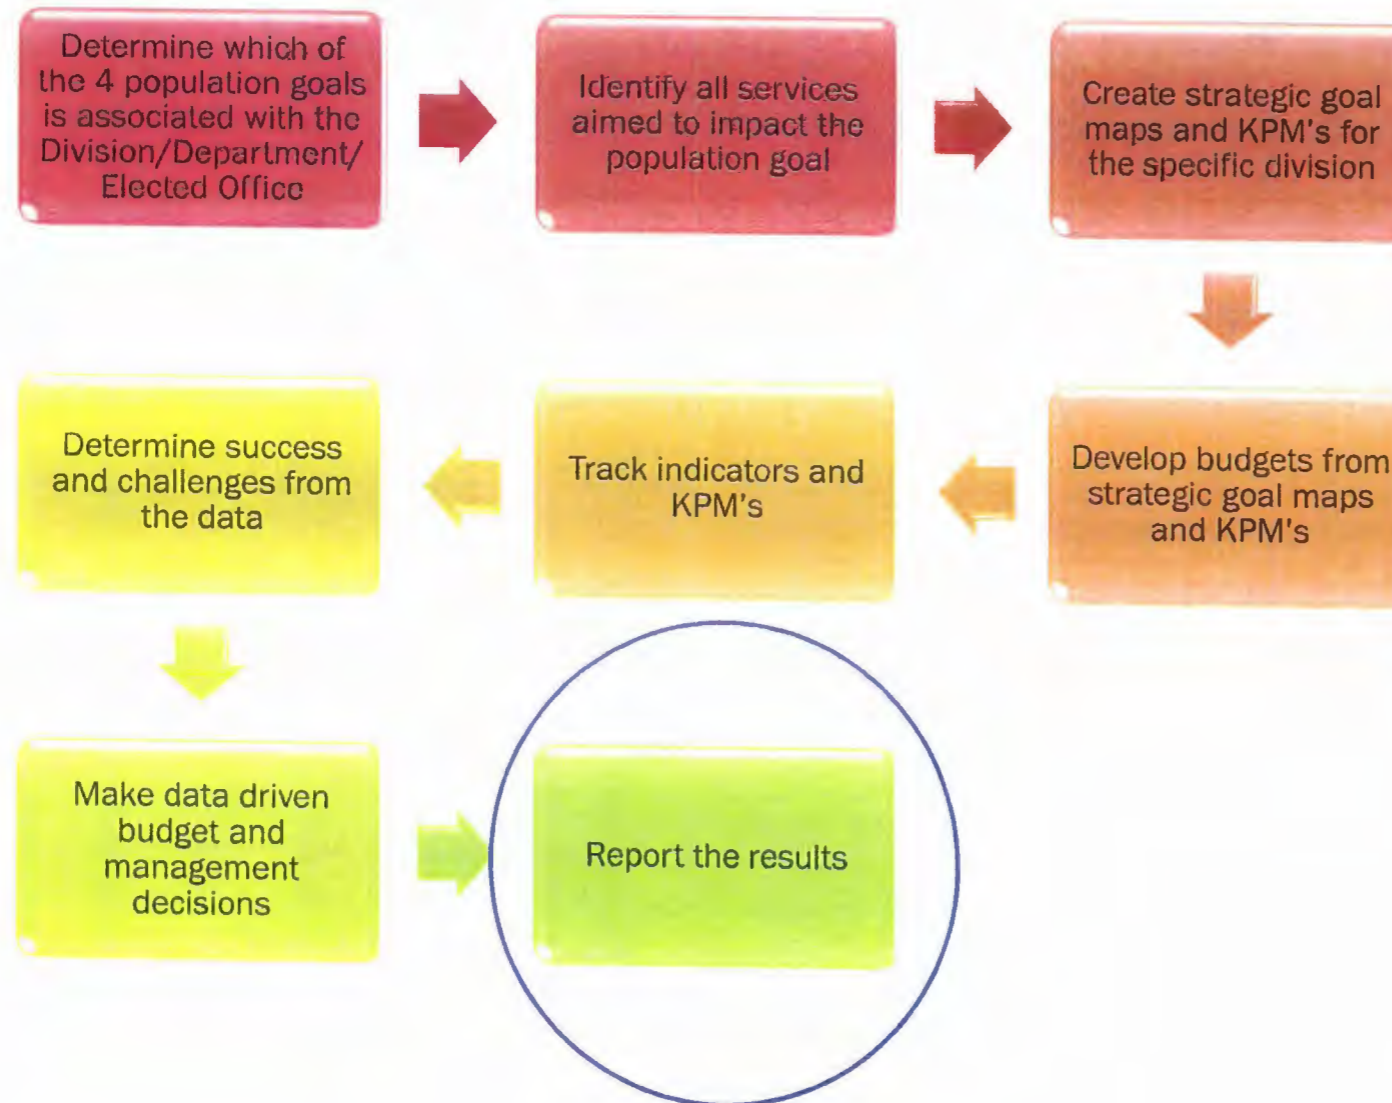 Determine which of
the 4 population goals
is associated with the
Division/Department/
Elected Office
Identify all services
aimed to impact the
population goal
Create strategic goal
maps and KPM's for
the specific division
Develop budgets from
strategic goal maps
and KPM's
Track indicators and
KPM's
Determine success
and challenges from
the data
Make data driven
budget and
management
decisions
Report the results